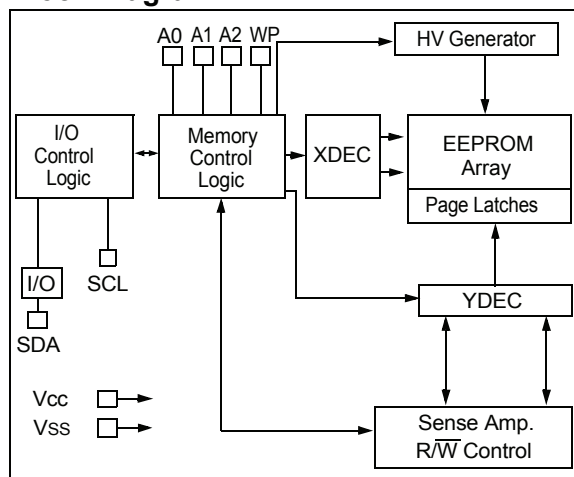 A0 A1 A2 WP
HV Generator
I/O
Control
Logic
Memory
Control
Logic
XDEC
EEPROM
Array
Page Latches
I/O
SCL
SDA
YDEC
Vcc
Vss
Sense Amp.
R/W̅ Control